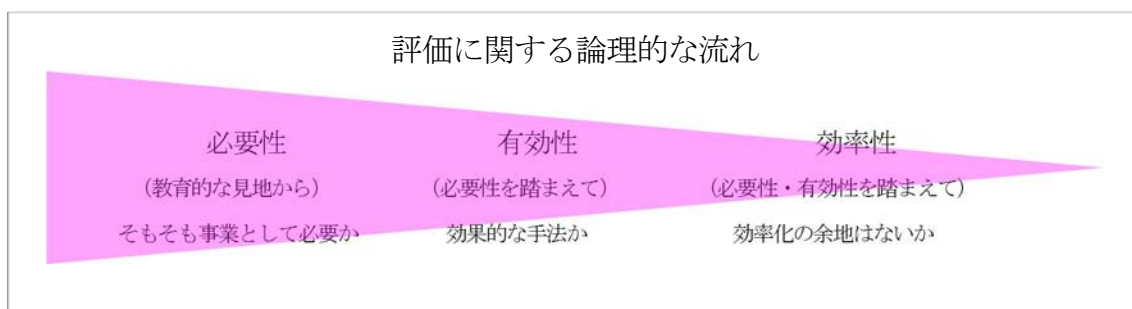 評価に関する論理的な流れ
必要性
(教育的な見地から)
そもそも事業として必要か
有効性
(必要性を踏まえて)
効果的な手法か
効率性
(必要性・有効性を踏まえて)
効率化の余地はないか